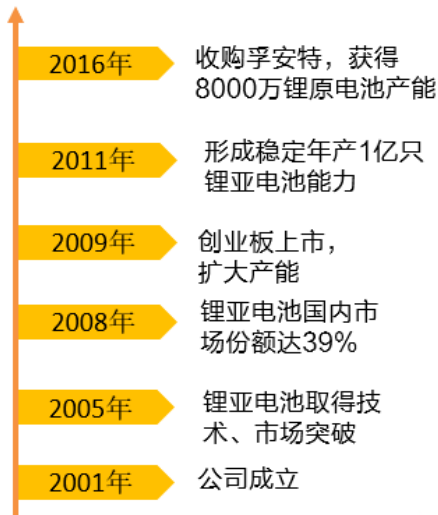 2016年
收购孚安特，获得
8000万锂原电池产能
2011年
形成稳定年产1亿只
锂亚电池能力
2009年
创业板上市，
扩大产能
2008年
锂亚电池国内市
场份额达39%
2005年
锂亚电池取得技
术、市场突破
2001年
公司成立